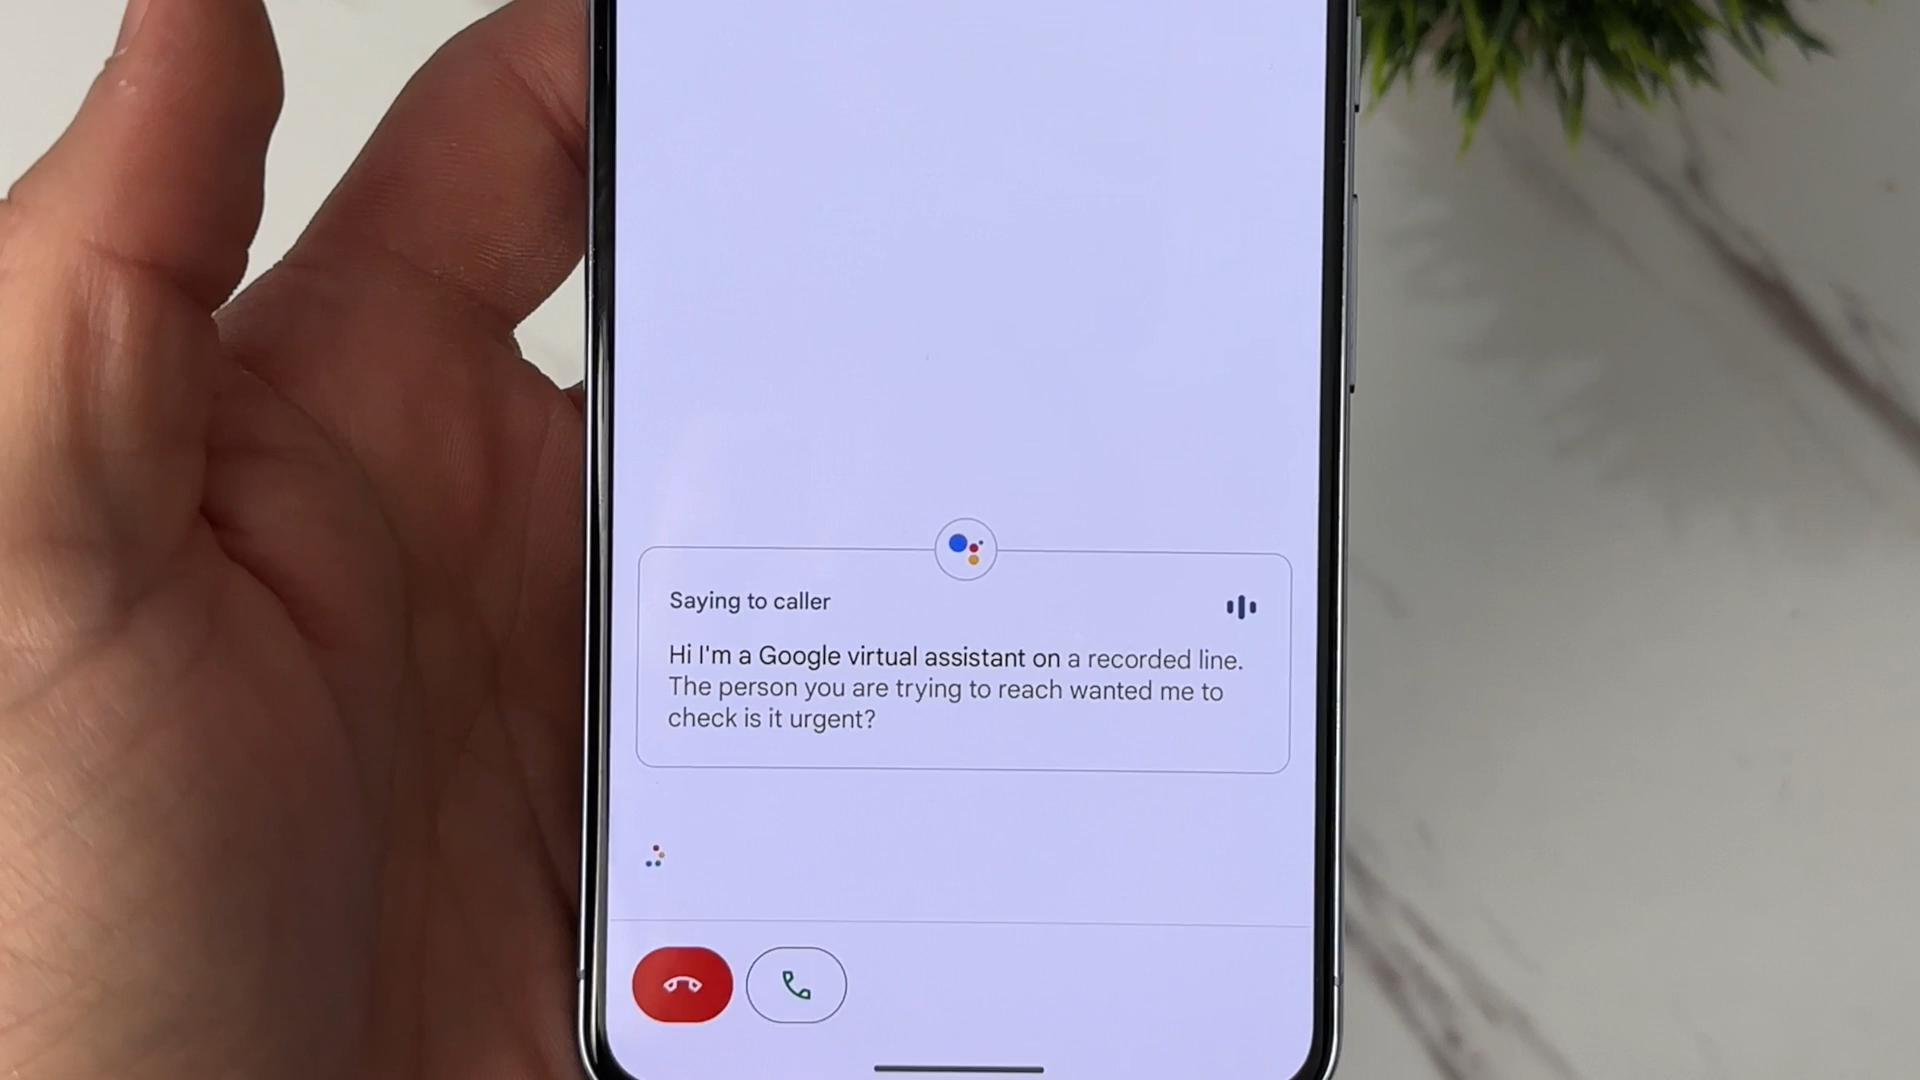 Saying to caller
Hi I'm a Google virtual assistant on a recorded line.
The person you are trying to reach wanted me to
check is it urgent?